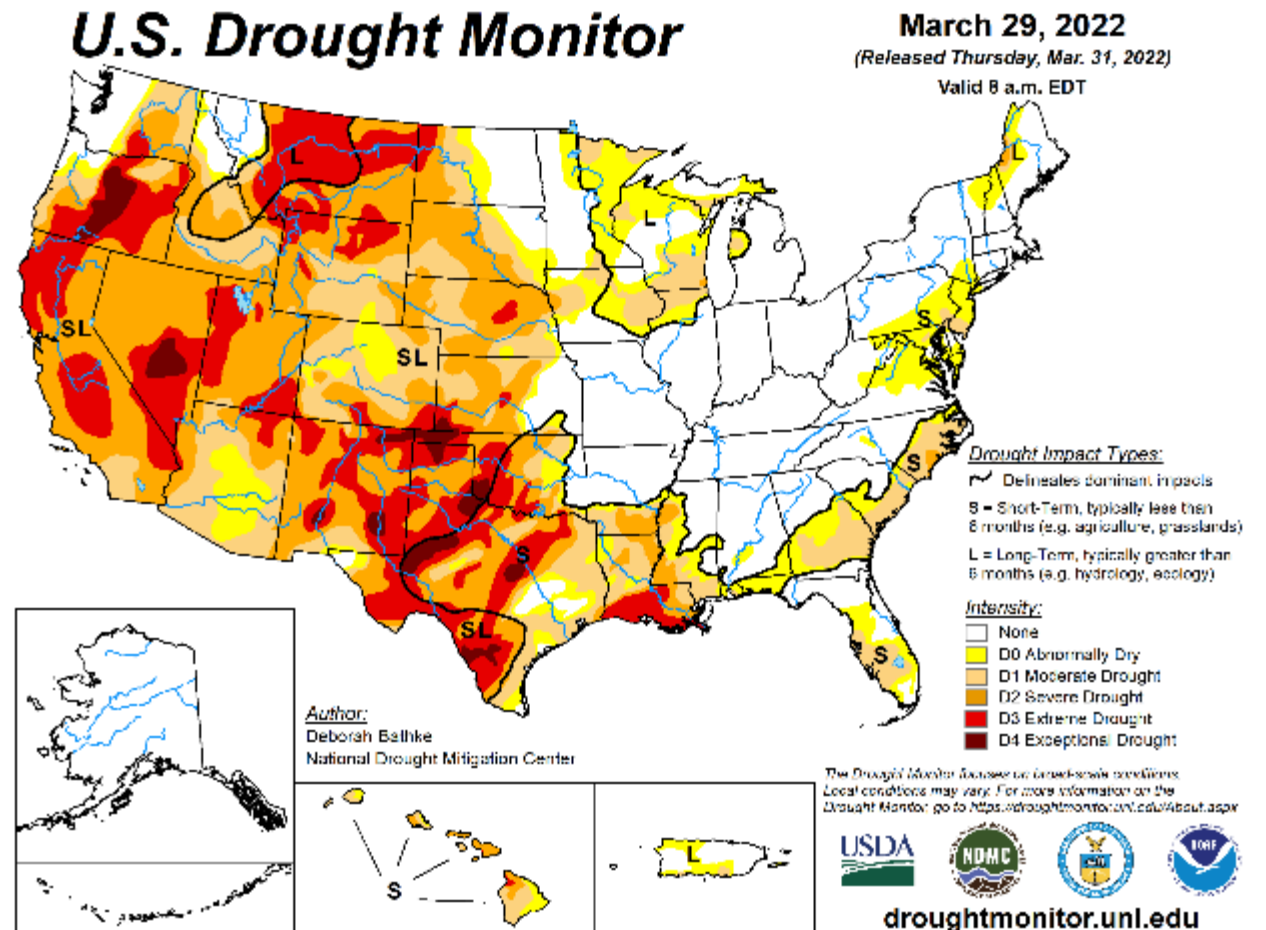 U.S. Drought Monitor
March 29, 2022
(Released Thursday, Mar. 31, 2022)
Valid 8 a.m. EDT
L
L
L
SL
SL
S
S
S
SL
S
Drought Impact Types:
Delineates dominant impacts
S = Short-Term, typically less than
6 months (e.g. agriculture, grasslands)
L = Long-Term, typically greater than
6 months (e.g. hydrology, ecology)
Intensity:
None
D0 Abnormally Dry
D1 Moderate Drought
D2 Severe Drought
D3 Extreme Drought
D4 Exceptional Drought
Author:
Deborah Bathke
National Drought Mitigation Center
S
L
The Drought Monitor focuses on broad-scale conditions.
Local conditions may vary. For more information on the
Drought Monitor, go to https://droughtmonitor.unl.edu/About.aspx
USDA
NDMC
NOAA
droughtmonitor.unl.edu